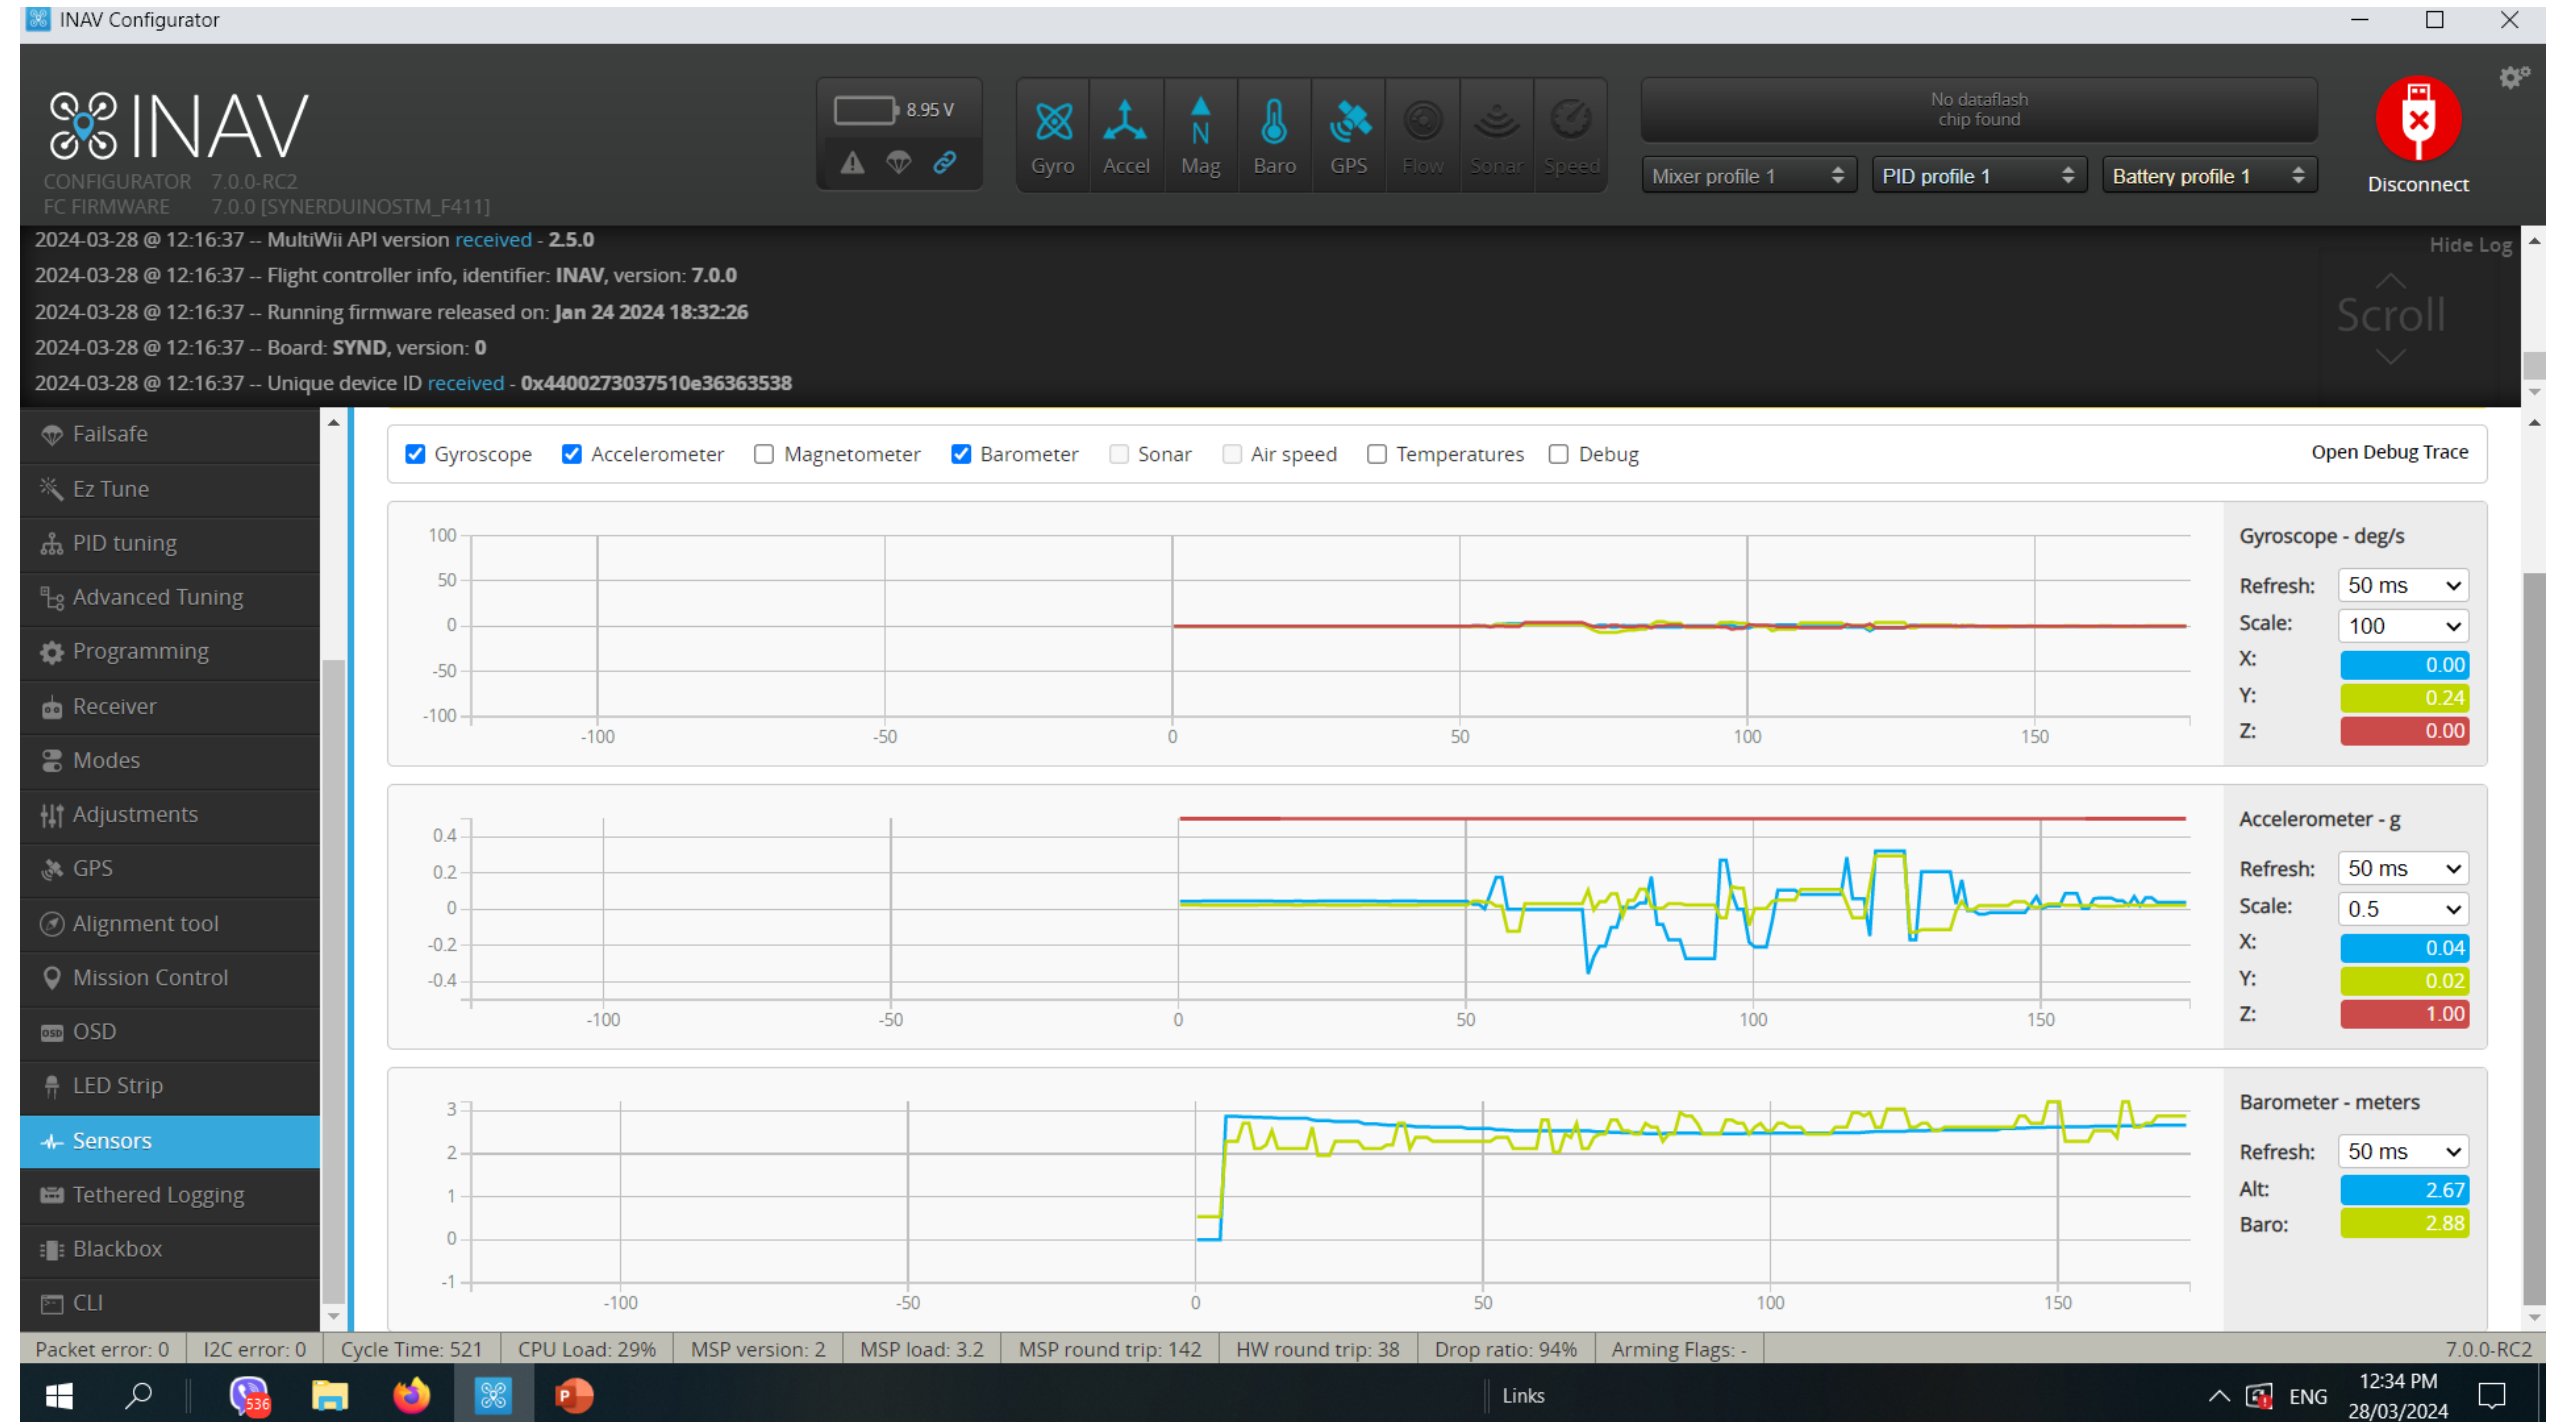 INAV Configurator
INAV
CONFIGURATOR 7.0.0-RC2
FC FIRMWARE 7.0.0 [SYNERDUINOSTM_F411]
8.95 V
Gyro Accel Mag Baro GPS Flow Sonar Speed
N
No dataflash
chip found
Mixer profile 1 PID profile 1 Battery profile 1
Disconnect
2024-03-28 @ 12:16:37 -- MultiWii API version received - 2.5.0
2024-03-28 @ 12:16:37 -- Flight controller info, identifier: INAV, version: 7.0.0
2024-03-28 @ 12:16:37 -- Running firmware released on: Jan 24 2024 18:32:26
2024-03-28 @ 12:16:37 -- Board: SYND, version: 0
2024-03-28 @ 12:16:37 -- Unique device ID received - 0x4400273037510e36363538
Hide Log
Scroll
Failsafe
Ez Tune
PID tuning
Advanced Tuning
Programming
Receiver
Modes
Adjustments
GPS
Alignment tool
Mission Control
OSD OSD
LED Strip
Sensors
Tethered Logging
Blackbox
CLI
Gyroscope Accelerometer Magnetometer Barometer Sonar Air speed Temperatures Debug
Open Debug Trace
100
50
0
-50
-100
-100 -50 0 50 100 150
Gyroscope - deg/s
Refresh: 50 ms
Scale: 100
X: 0.00
Y: 0.24
Z: 0.00
0.4
0.2
0
-0.2
-0.4
-100 -50 0 50 100 150
Accelerometer - g
Refresh: 50 ms
Scale: 0.5
X: 0.04
Y: 0.02
Z: 1.00
3
2
1
0
-1
-100 -50 0 50 100 150
Barometer - meters
Refresh: 50 ms
Alt: 2.67
Baro: 2.88
Packet error: 0 I2C error: 0 Cycle Time: 521 CPU Load: 29% MSP version: 2 MSP load: 3.2 MSP round trip: 142 HW round trip: 38 Drop ratio: 94% Arming Flags: - 7.0.0-RC2
536
P
Links
ENG
12:34 PM
28/03/2024